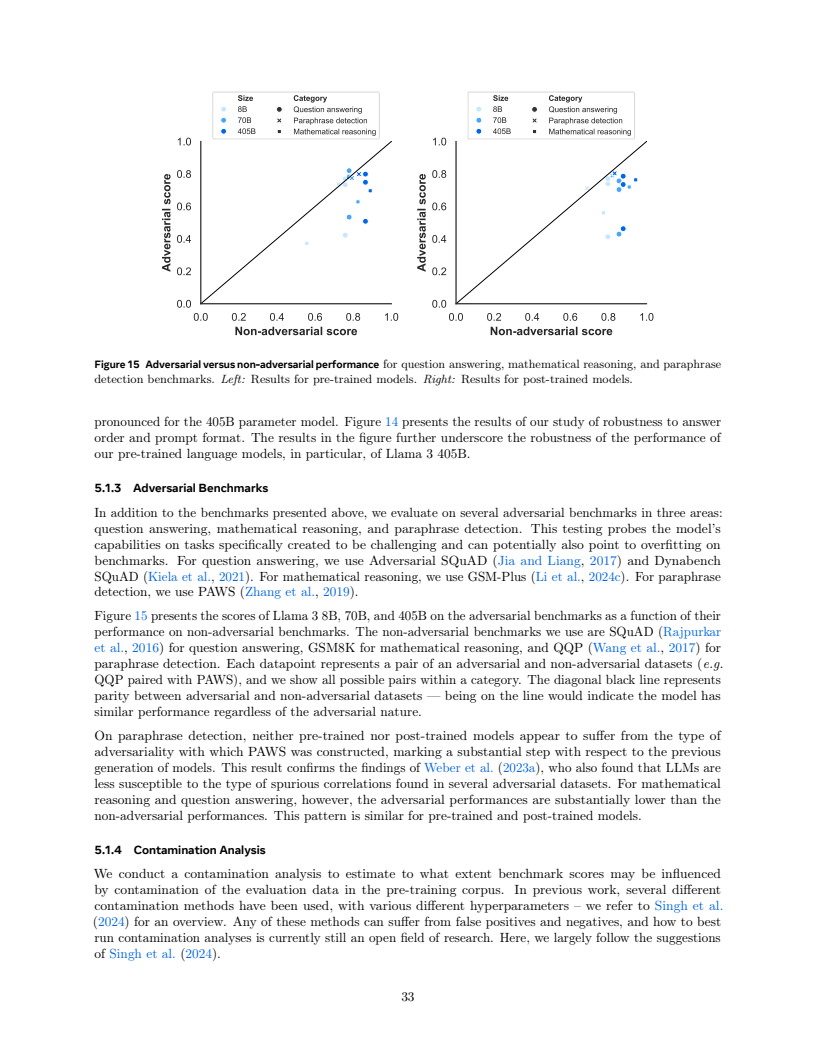 Size Category
8B Question answering
70B Paraphrase detection
405B Mathematical reasoning
1.0
0.8
0.6
0.4
0.2
0.0
Adversarial score
0.0 0.2 0.4 0.6 0.8 1.0
Non-adversarial score
Size Category
8B Question answering
70B Paraphrase detection
405B Mathematical reasoning
1.0
0.8
0.6
0.4
0.2
0.0
Adversarial score
0.0 0.2 0.4 0.6 0.8 1.0
Non-adversarial score
Figure 15 Adversarial versus non-adversarial performance for question answering, mathematical reasoning, and paraphrase
detection benchmarks. Left: Results for pre-trained models. Right: Results for post-trained models.
pronounced for the 405B parameter model. Figure 14 presents the results of our study of robustness to answer
order and prompt format. The results in the figure further underscore the robustness of the performance of
our pre-trained language models, in particular, of Llama 3 405B.
5.1.3 Adversarial Benchmarks
In addition to the benchmarks presented above, we evaluate on several adversarial benchmarks in three areas:
question answering, mathematical reasoning, and paraphrase detection. This testing probes the model's
capabilities on tasks specifically created to be challenging and can potentially also point to overfitting on
benchmarks. For question answering, we use Adversarial SQuAD (Jia and Liang, 2017) and Dynabench
SQuAD (Kiela et al., 2021). For mathematical reasoning, we use GSM-Plus (Li et al., 2024c). For paraphrase
detection, we use PAWS (Zhang et al., 2019).
Figure 15 presents the scores of Llama 3 8B, 70B, and 405B on the adversarial benchmarks as a function of their
performance on non-adversarial benchmarks. The non-adversarial benchmarks we use are SQuAD (Rajpurkar
et al., 2016) for question answering, GSM8K for mathematical reasoning, and QQP (Wang et al., 2017) for
paraphrase detection. Each datapoint represents a pair of an adversarial and non-adversarial datasets (e.g.
QQP paired with PAWS), and we show all possible pairs within a category. The diagonal black line represents
parity between adversarial and non-adversarial datasets — being on the line would indicate the model has
similar performance regardless of the adversarial nature.
On paraphrase detection, neither pre-trained nor post-trained models appear to suffer from the type of
adversariality with which PAWS was constructed, marking a substantial step with respect to the previous
generation of models. This result confirms the findings of Weber et al. (2023a), who also found that LLMs are
less susceptible to the type of spurious correlations found in several adversarial datasets. For mathematical
reasoning and question answering, however, the adversarial performances are substantially lower than the
non-adversarial performances. This pattern is similar for pre-trained and post-trained models.
5.1.4 Contamination Analysis
We conduct a contamination analysis to estimate to what extent benchmark scores may be influenced
by contamination of the evaluation data in the pre-training corpus. In previous work, several different
contamination methods have been used, with various different hyperparameters – we refer to Singh et al.
(2024) for an overview. Any of these methods can suffer from false positives and negatives, and how to best
run contamination analyses is currently still an open field of research. Here, we largely follow the suggestions
of Singh et al. (2024).
33